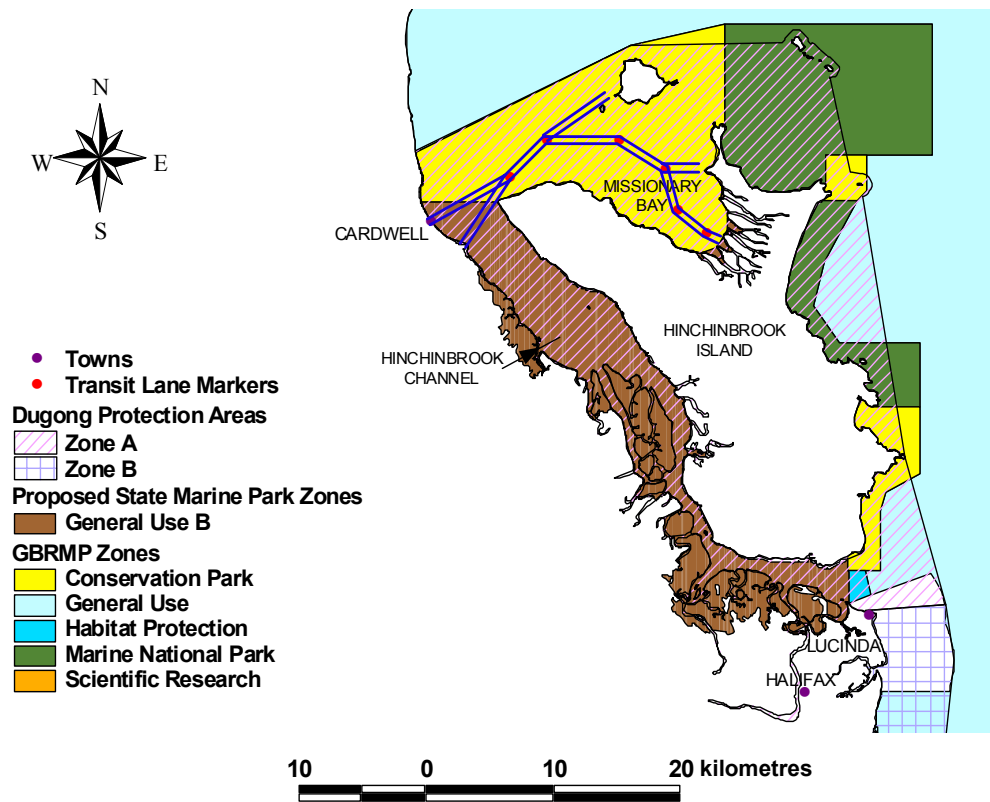 N
W E
S
MISSIONARY
BAY
CARDWELL
HINCHINBROOK
ISLAND
HINCHINBROOK
CHANNEL
LUCINDA
HALIFAX
Towns
Transit Lane Markers
Dugong Protection Areas
Zone A
Zone B
Proposed State Marine Park Zones
General Use B
GBRMP Zones
Conservation Park
General Use
Habitat Protection
Marine National Park
Scientific Research
10 0 10 20 kilometres